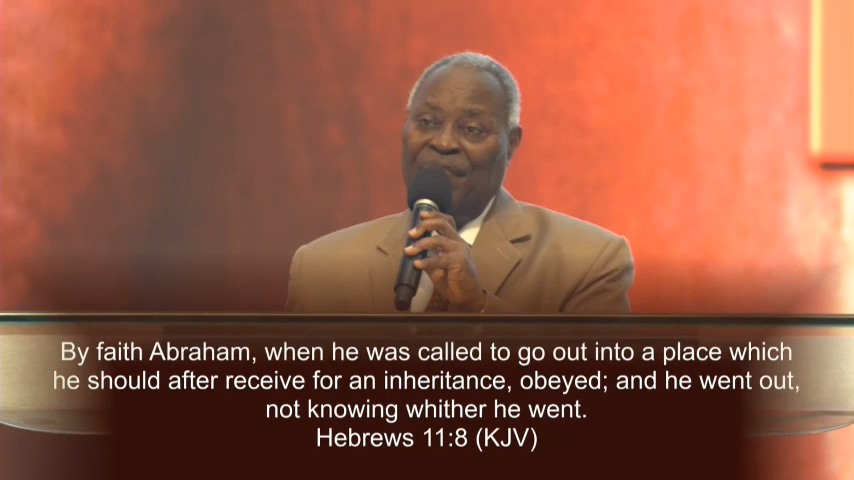 By faith Abraham, when he was called to go out into a place which
he should after receive for an inheritance, obeyed; and he went out,
not knowing whither he went.
Hebrews 11:8 (KJV)